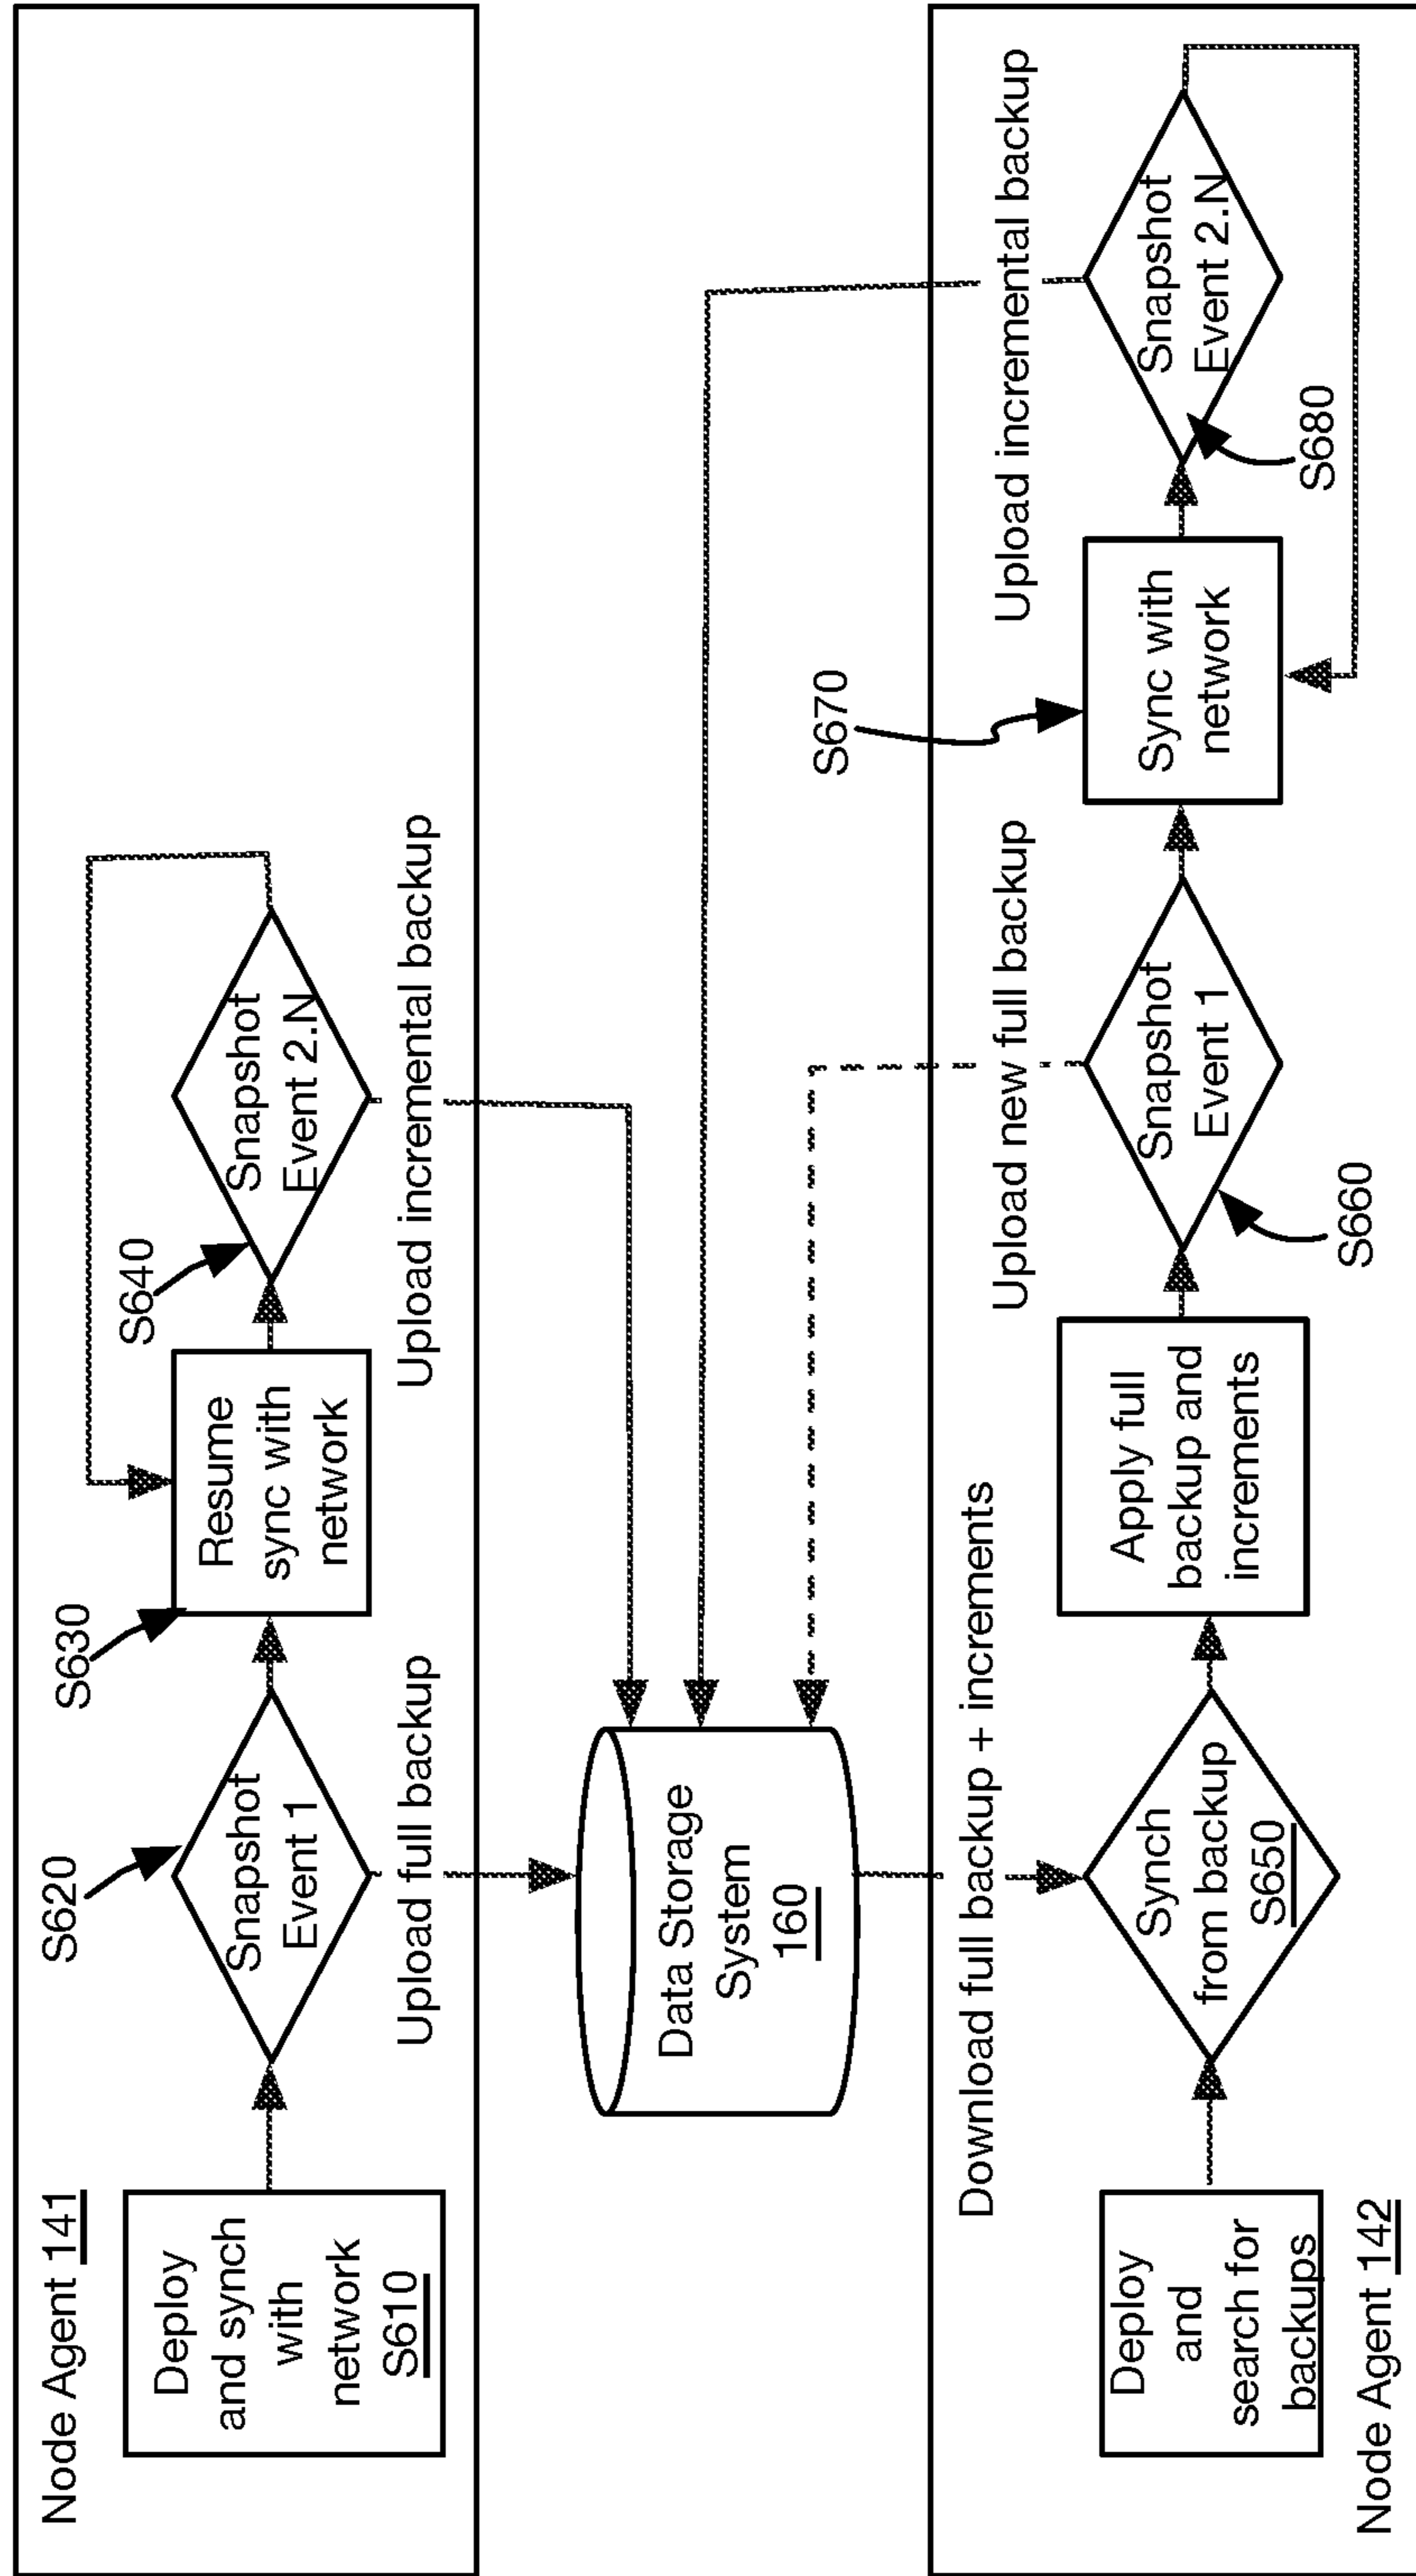 Node Agent 141
Deploy
and synch
with
network
S610
S620
Snapshot
Event 1
Upload full backup
S630
Resume
sync with
network
S640
Snapshot
Event 2.N
Upload incremental backup
Data Storage
System
160
Download full backup + increments
Upload new full backup
Upload incremental backup
Deploy
and
search for
backups
Synch
from backup
S650
Apply full
backup and
increments
Snapshot
Event 1
S660
S670
Sync with
network
Snapshot
Event 2.N
S680
Node Agent 142